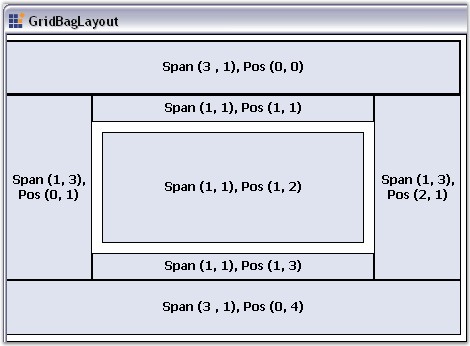 GridBagLayout
Span (3 , 1), Pos (0, 0)
Span (1, 1), Pos (1, 1)
Span (1, 3),
Pos (0, 1)
Span (1, 1), Pos (1, 2)
Span (1, 3),
Pos (2, 1)
Span (1, 1), Pos (1, 3)
Span (3 , 1), Pos (0, 4)